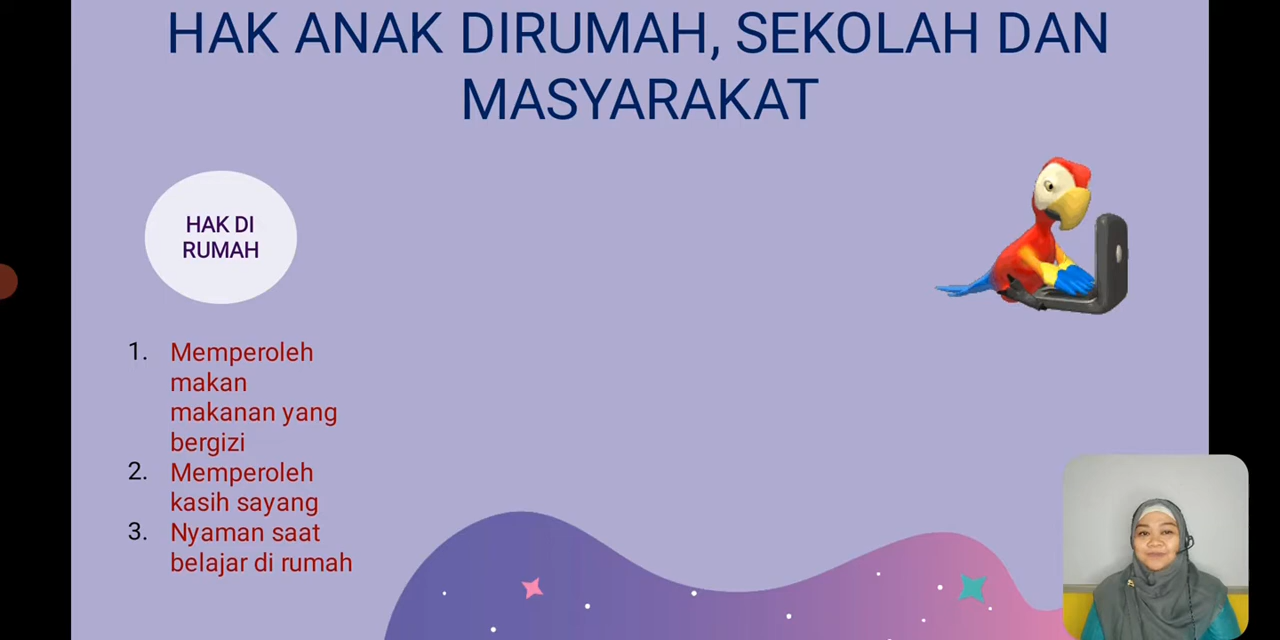 HAK ANAK DIRUMAH, SEKOLAH DAN
MASYARAKAT
HAK DI
RUMAH
1. Memperoleh
makan
makanan yang
bergizi
2. Memperoleh
kasih sayang
3. Nyaman saat
belajar di rumah